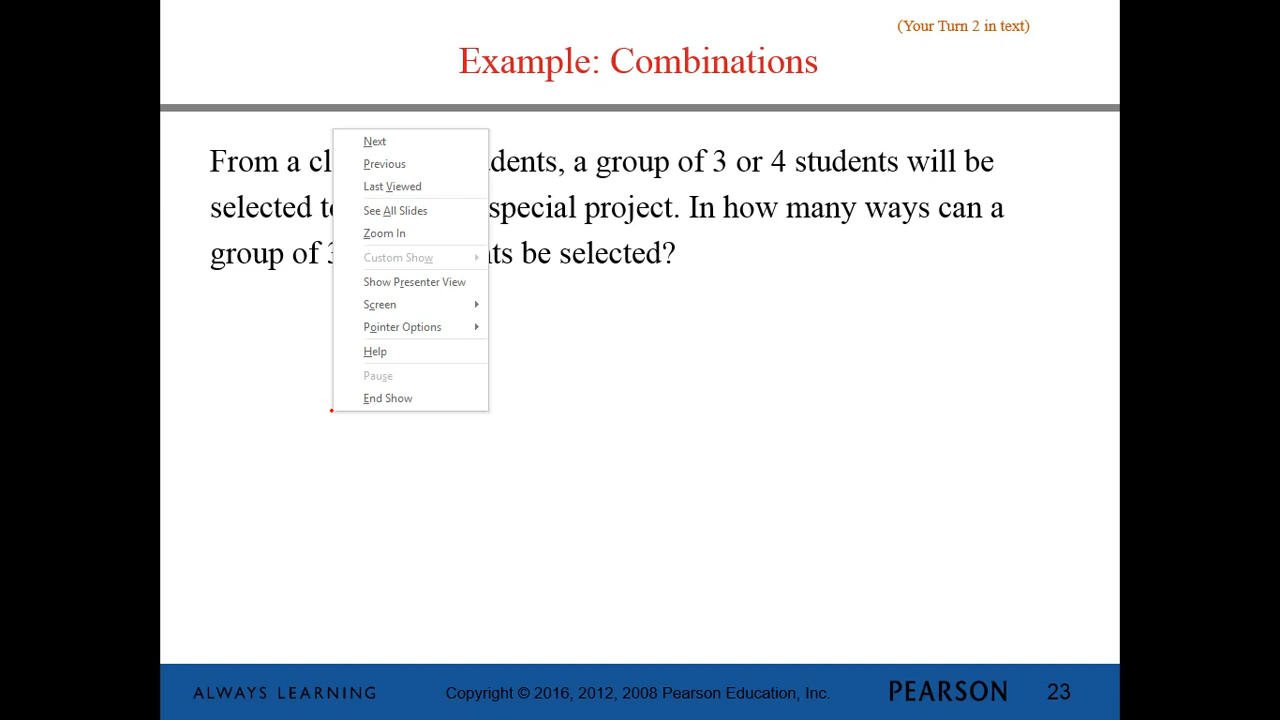 (Your Turn 2 in text)
Example: Combinations
From a cl dents, a group of 3 or 4 students will be
selected t special project. In how many ways can a
group of ts be selected?
Next
Previous
Last Viewed
See All Slides
Zoom In
Custom Show
Show Presenter View
Screen
Pointer Options
Help
Pause
End Show
ALWAYS LEARNING
Copyright © 2016, 2012, 2008 Pearson Education, Inc.
PEARSON
23